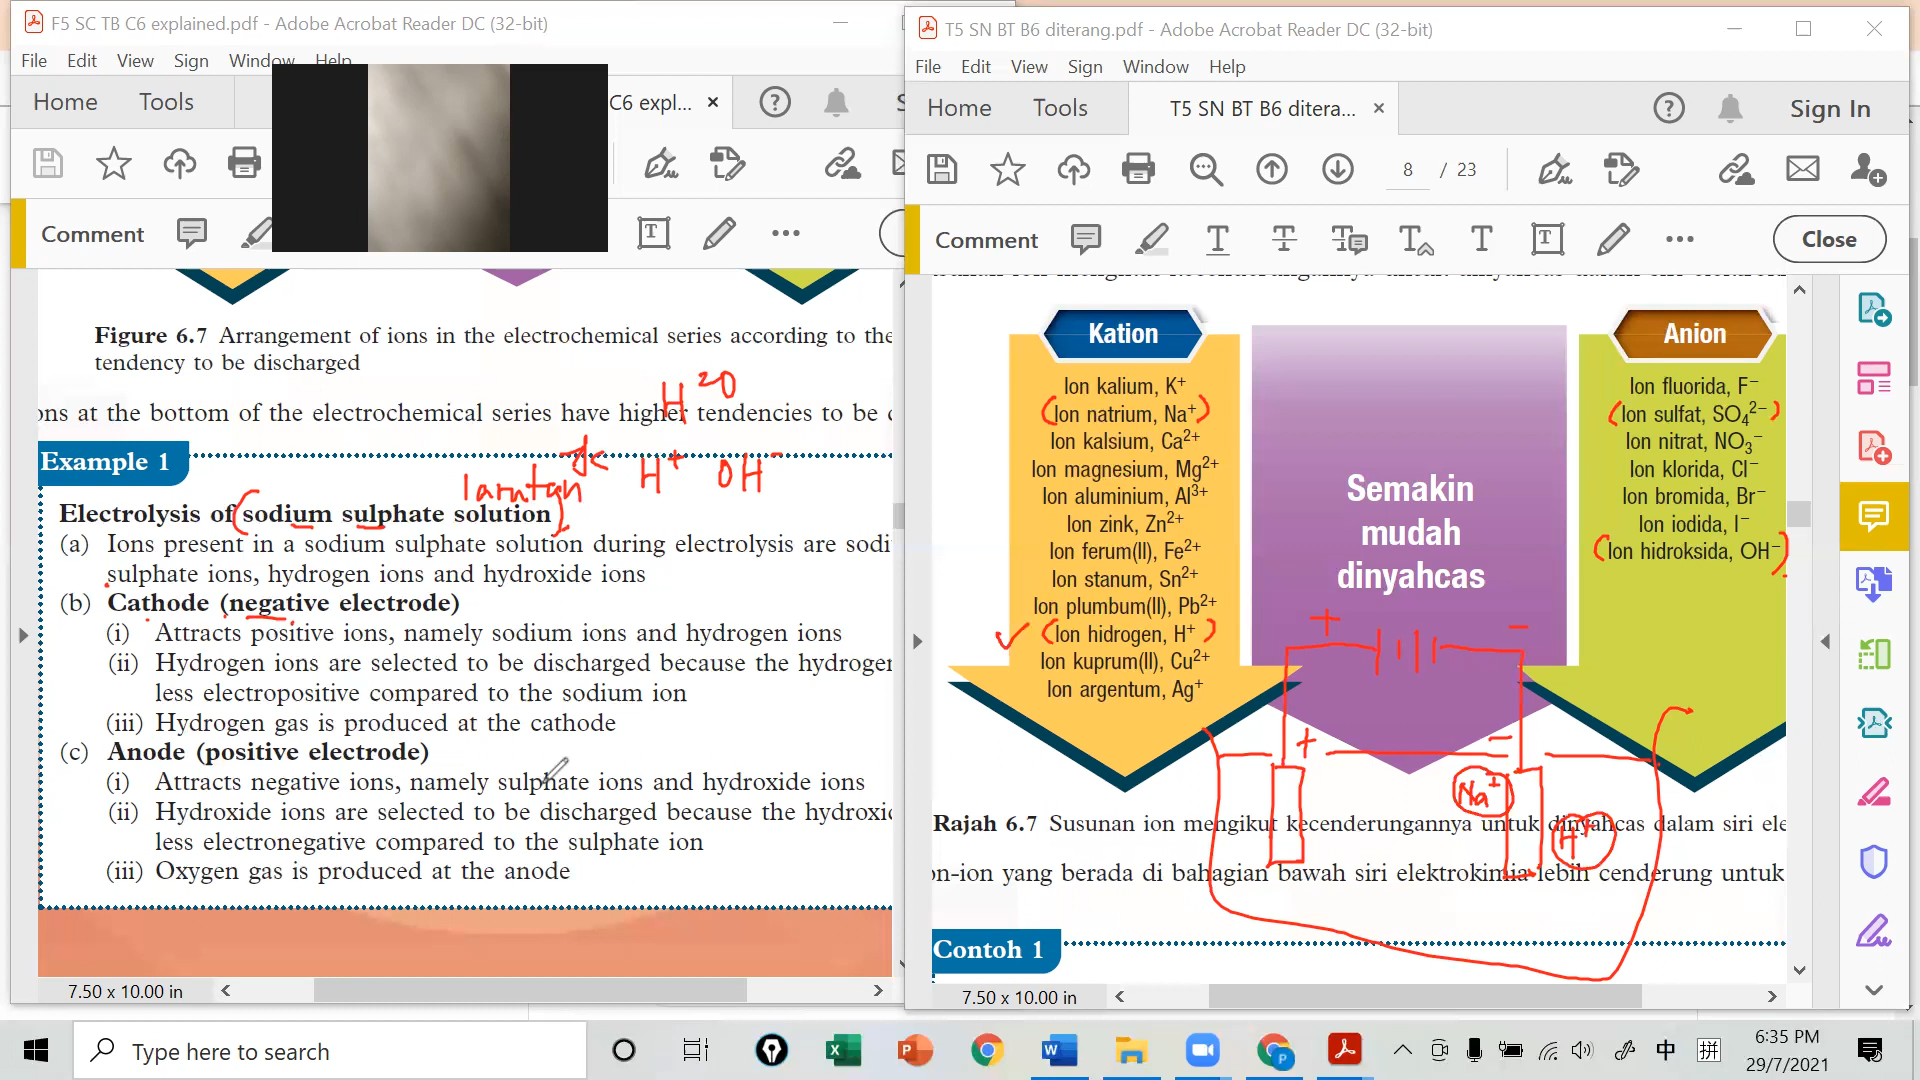 F5 SC TB C6 explained.pdf - Adobe Acrobat Reader DC (32-bit)
File Edit View Sign Window Help
Home Tools
C6 expl...
Comment
Figure 6.7 Arrangement of ions in the electrochemical series according to the
tendency to be discharged
H 2O
ons at the bottom of the electrochemical series have higher tendencies to be
H+ OH-
Example 1
larutan
Electrolysis of sodium sulphate solution
(a) Ions present in a sodium sulphate solution during electrolysis are sodi
sulphate ions, hydrogen ions and hydroxide ions
(b) Cathode (negative electrode)
(i) Attracts positive ions, namely sodium ions and hydrogen ions
(ii) Hydrogen ions are selected to be discharged because the hydroger
less electropositive compared to the sodium ion
(iii) Hydrogen gas is produced at the cathode
(c) Anode (positive electrode)
(i) Attracts negative ions, namely sulphate ions and hydroxide ions
(ii) Hydroxide ions are selected to be discharged because the hydroxi
less electronegative compared to the sulphate ion
(iii) Oxygen gas is produced at the anode
7.50 x 10.00 in
T5 SN BT B6 diterang.pdf - Adobe Acrobat Reader DC (32-bit)
File Edit View Sign Window Help
Home Tools
T5 SN BT B6 ditera...
Sign In
8 / 23
Comment
Close
Kation
Ion kalium, K⁺
Ion natrium, Na⁺
Ion kalsium, Ca²⁺
Ion magnesium, Mg²⁺
Ion aluminium, Al³⁺
Ion zink, Zn²⁺
Ion ferum(II), Fe²⁺
Ion stanum, Sn²⁺
Ion plumbum(II), Pb²⁺
Ion hidrogen, H⁺
Ion kuprum(II), Cu²⁺
Ion argentum, Ag⁺
Semakin
mudah
dinyahcas
Anion
Ion fluorida, F⁻
Ion sulfat, SO₄²⁻
Ion nitrat, NO₃⁻
Ion klorida, Cl⁻
Ion bromida, Br⁻
Ion iodida, I⁻
Ion hidroksida, OH⁻
+ -
+ -
Na+
H+
Rajah 6.7 Susunan ion mengikut kecenderungannya untuk dinyahcas dalam siri ele
on-ion yang berada di bahagian bawah siri elektrokimia lebih cenderung untuk
Contoh 1
7.50 x 10.00 in
Type here to search
中
拼
6:35 PM
29/7/2021